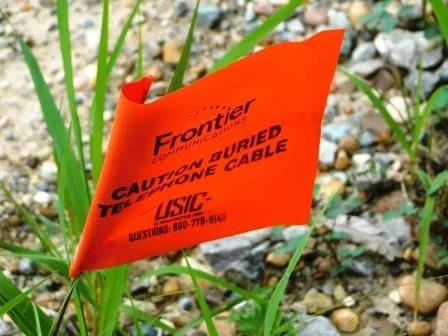 Frontier
COMMUNICATIONS
CAUTION BURIED
TELEPHONE CABLE
USIC
QUESTIONS: 800-778-9140